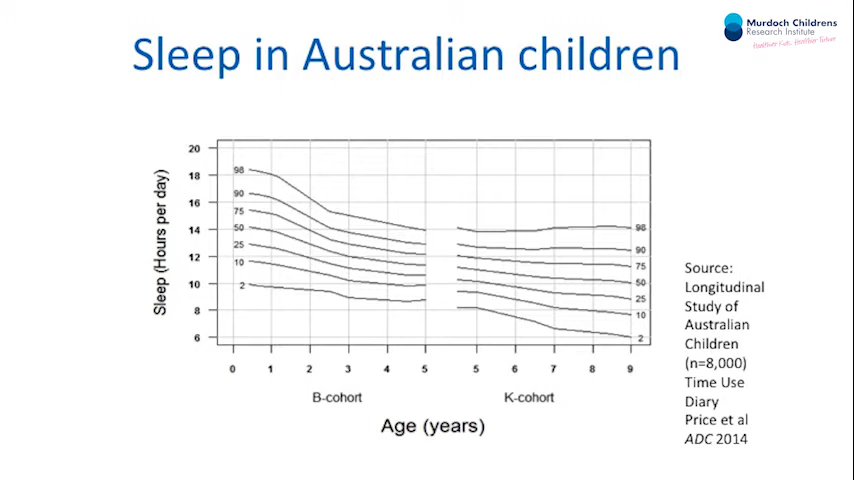 Murdoch Childrens
Research Institute
Healthier Kids. Healthier Future.
Sleep in Australian children
Sleep (Hours per day)
20
18
16
14
12
10
8
6
98
90
75
50
25
10
2
98
90
75
50
25
10
2
0 1 2 3 4 5 5 6 7 8 9
B-cohort K-cohort
Age (years)
Source:
Longitudinal
Study of
Australian
Children
(n=8,000)
Time Use
Diary
Price et al
ADC 2014